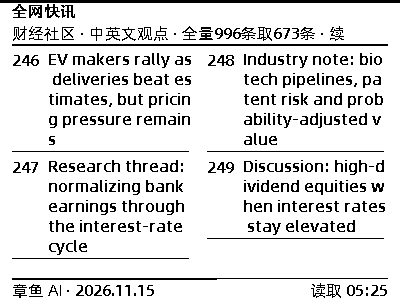 全网快讯
财经社区 · 中英文观点 · 全量996条取673条 · 续
246 EV makers rally as
deliveries beat es
timates, but pricin
g pressure remain
s
247 Research thread:
normalizing bank
earnings through
the interest-rate
cycle
248 Industry note: bio
tech pipelines, pa
tent risk and prob
ability-adjusted v
alue
249 Discussion: high-d
ividend equities w
hen interest rates
stay elevated
章鱼 AI · 2026.11.15
读取 05:25